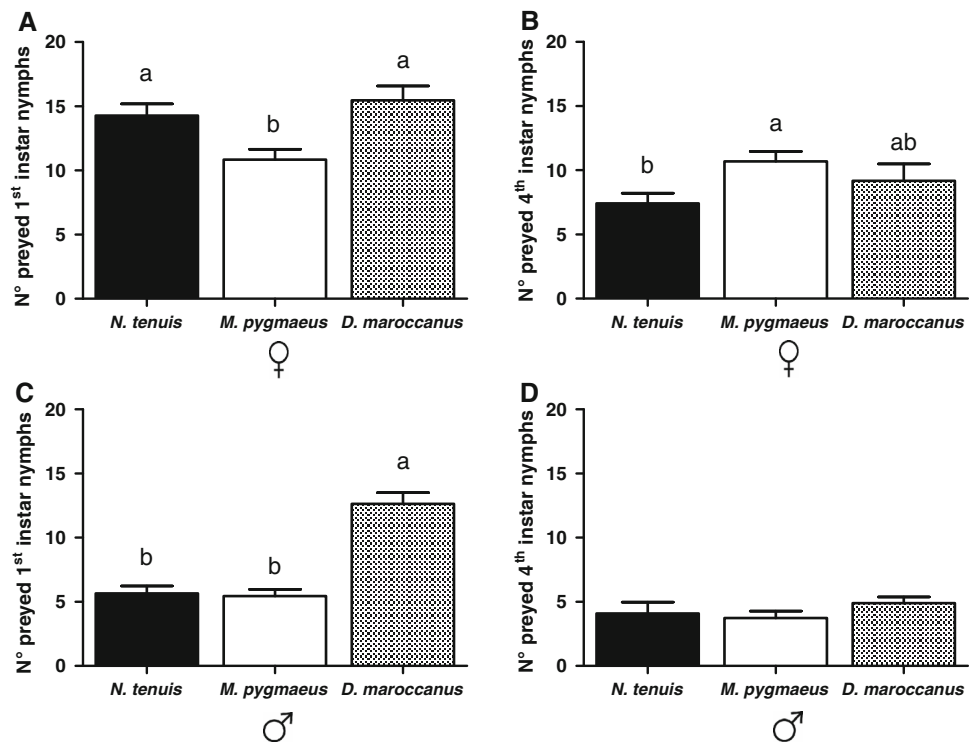 A
N° preyed 1st instar nymphs
20
15
10
5
0
a
b
a
N. tenuis M. pygmaeus D. maroccanus
♀
B
N° preyed 4th instar nymphs
20
15
10
5
0
b
a
ab
N. tenuis M. pygmaeus D. maroccanus
♀
C
N° preyed 1st instar nymphs
20
15
10
5
0
b
b
a
N. tenuis M. pygmaeus D. maroccanus
♂
D
N° preyed 4th instar nymphs
20
15
10
5
0
N. tenuis M. pygmaeus D. maroccanus
♂